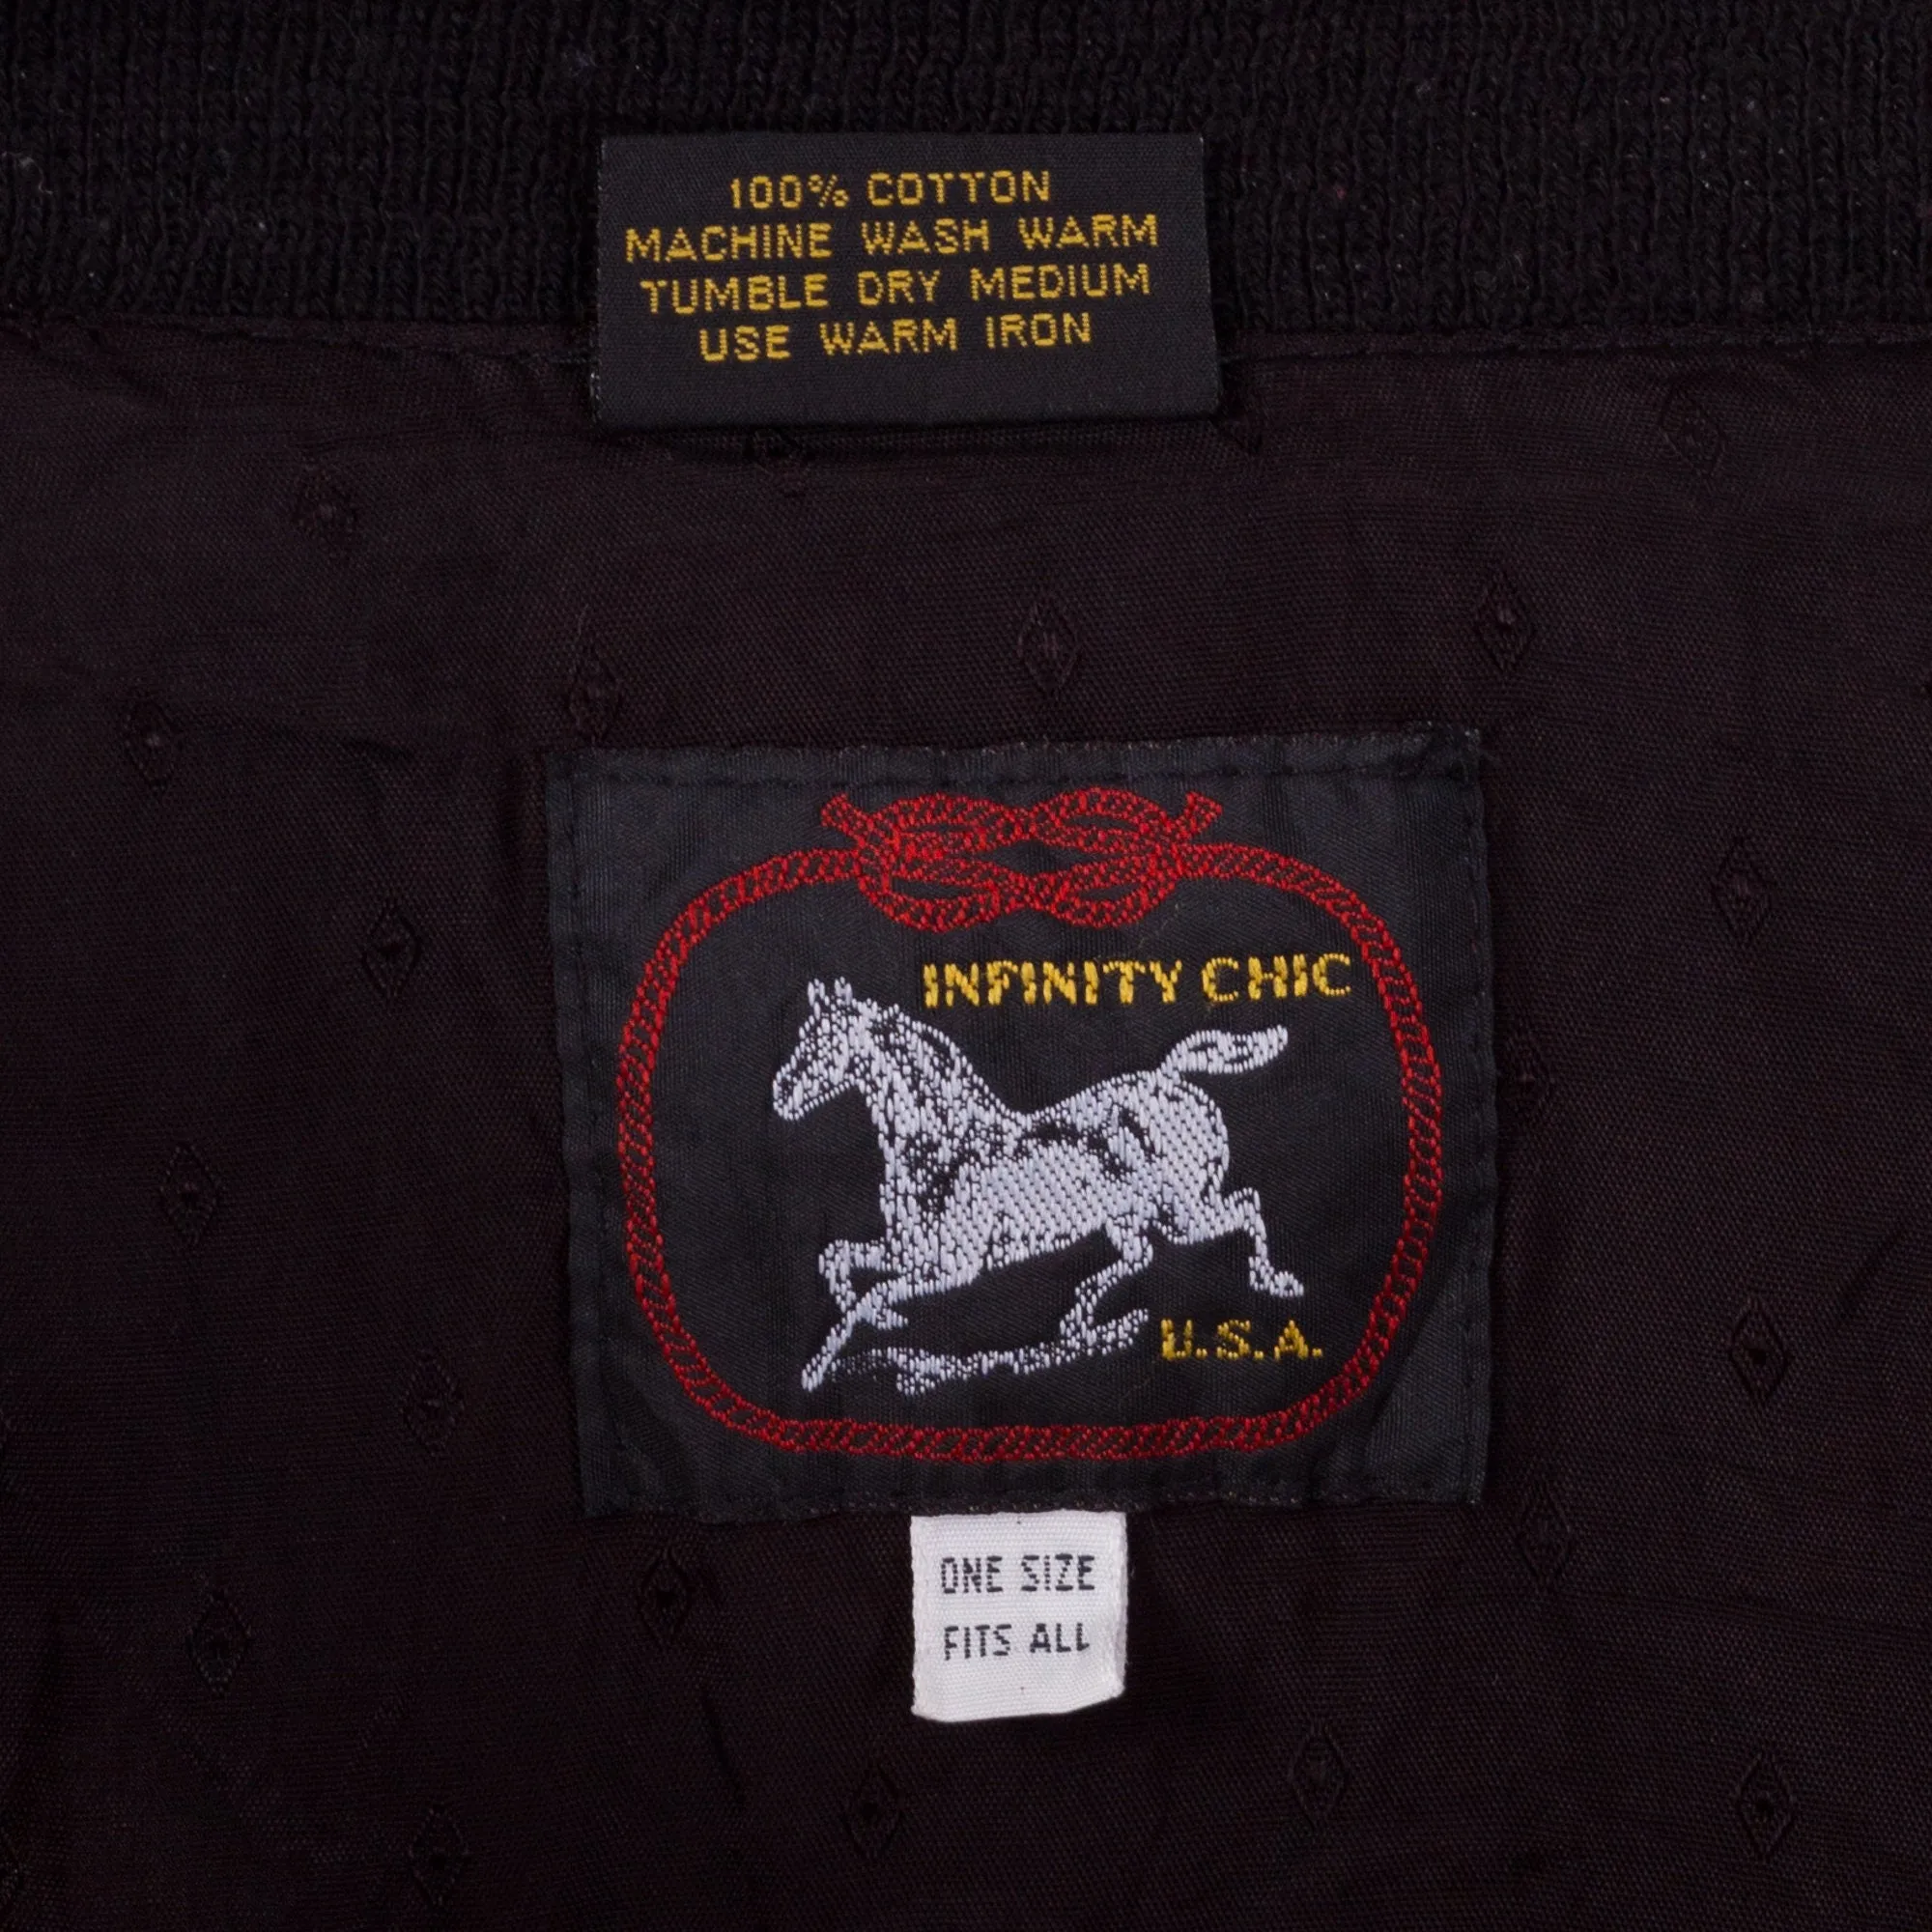 100% COTTON
MACHINE WASH WARM
TUMBLE DRY MEDIUM
USE WARM IRON
INFINITY CHIC
U.S.A.
ONE SIZE
FITS ALL